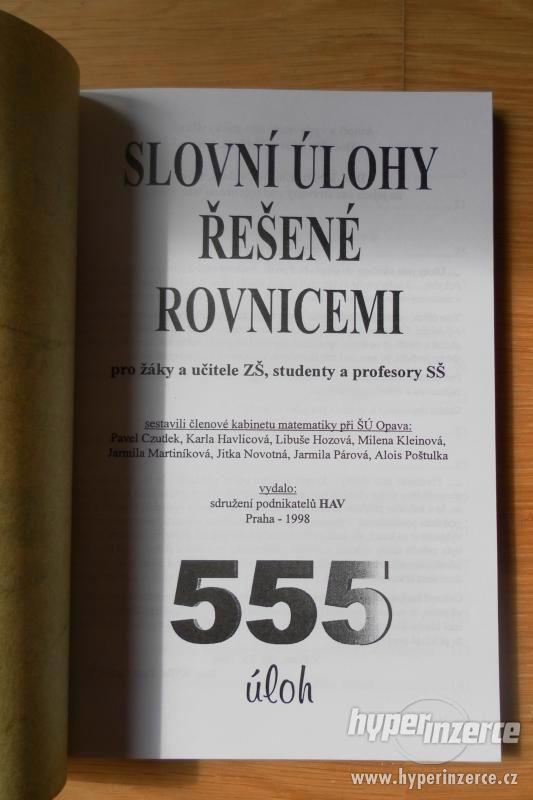 SLOVNÍ ÚLOHY
ŘEŠENÉ
ROVNICEMI
pro žáky a učitele ZŠ, studenty a profesory SŠ
sestavili členové kabinetu matematiky při ŠÚ Opava:
Pavel Czudek, Karla Havlicová, Libuše Hozová, Milena Kleinová,
Jarmila Martiníková, Jitka Novotná, Jarmila Párová, Alois Poštulka
vydalo:
sdružení podnikatelů HAV
Praha - 1998
555
úloh
hyperinzerce
www.hyperinzerce.cz